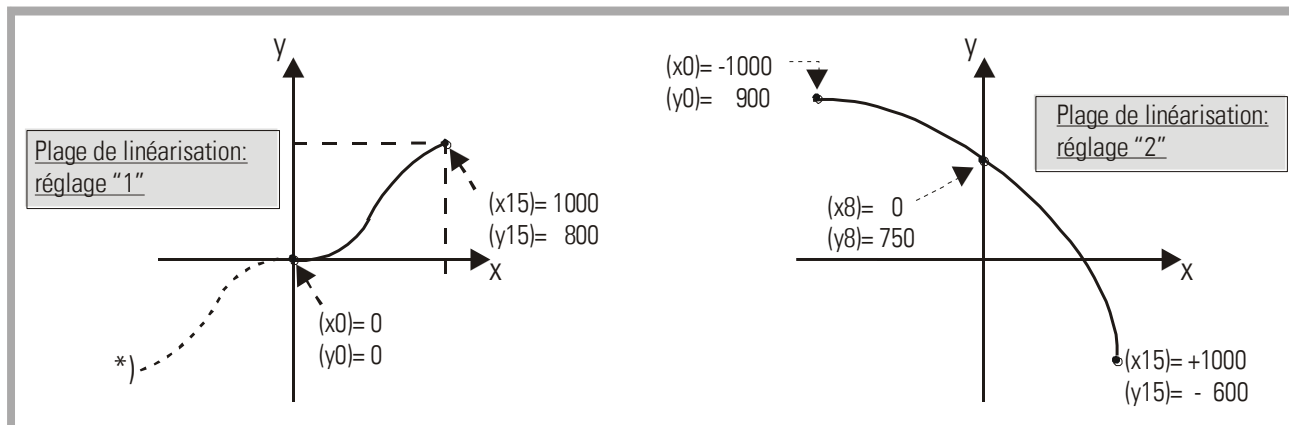 y
Plage de linéarisation:
réglage "1"
(x15)= 1000
(y15)= 800
x
(x0)= 0
(y0)= 0
*)
y
(x0)= -1000
(y0)= 900
Plage de linéarisation:
réglage "2"
(x8)= 0
(y8)= 750
x
(x15)= +1000
(y15)= - 600